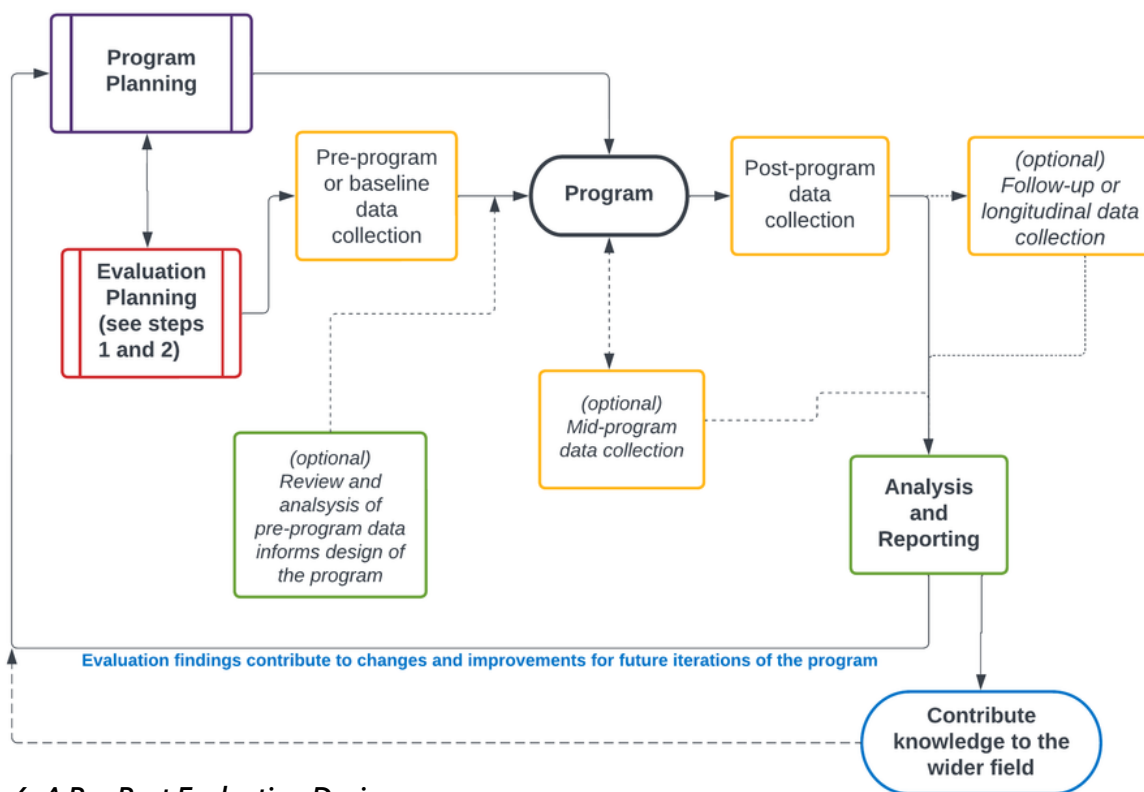 Program
Planning
Pre-program
or baseline
data
collection
Program
Post-program
data
collection
(optional)
Follow-up or
longitudinal data
collection
Evaluation
Planning
(see steps
1 and 2)
(optional)
Mid-program
data collection
(optional)
Review and
analsysis of
pre-program data
informs design of
the program
Analysis
and
Reporting
Evaluation findings contribute to changes and improvements for future iterations of the program
Contribute
knowledge to the
wider field